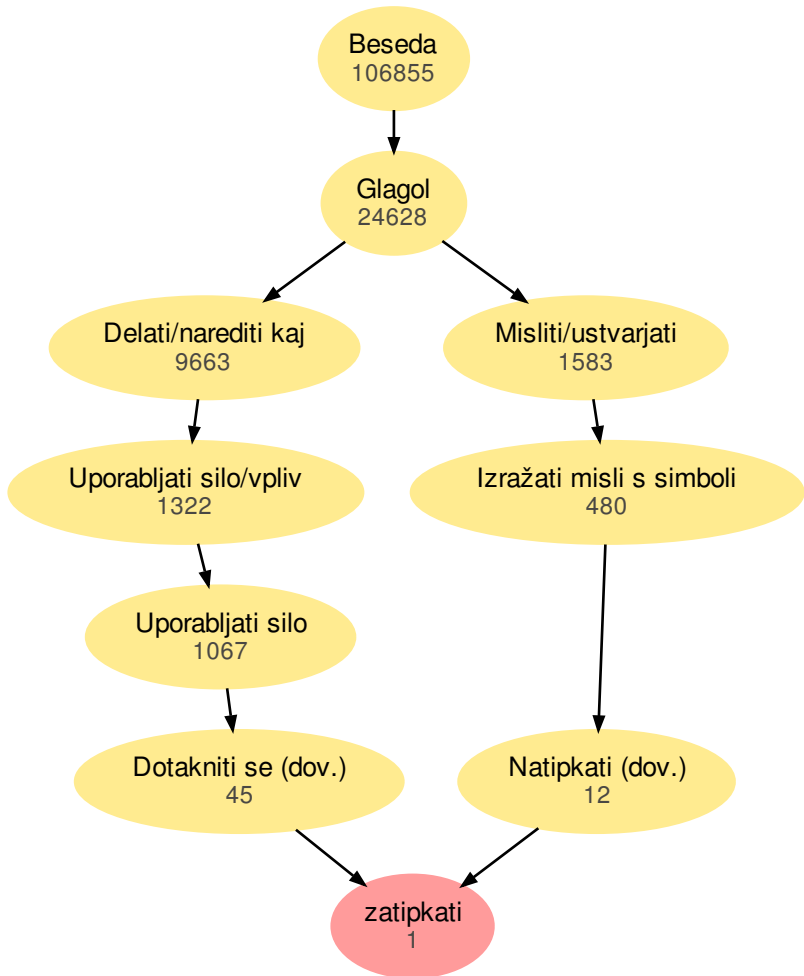 Beseda
106855
Glagol
24628
Delati/narediti kaj
9663
Misliti/ustvarjati
1583
Uporabljati silo/vpliv
1322
Izražati misli s simboli
480
Uporabljati silo
1067
Dotakniti se (dov.)
45
Natipkati (dov.)
12
zatipkati
1